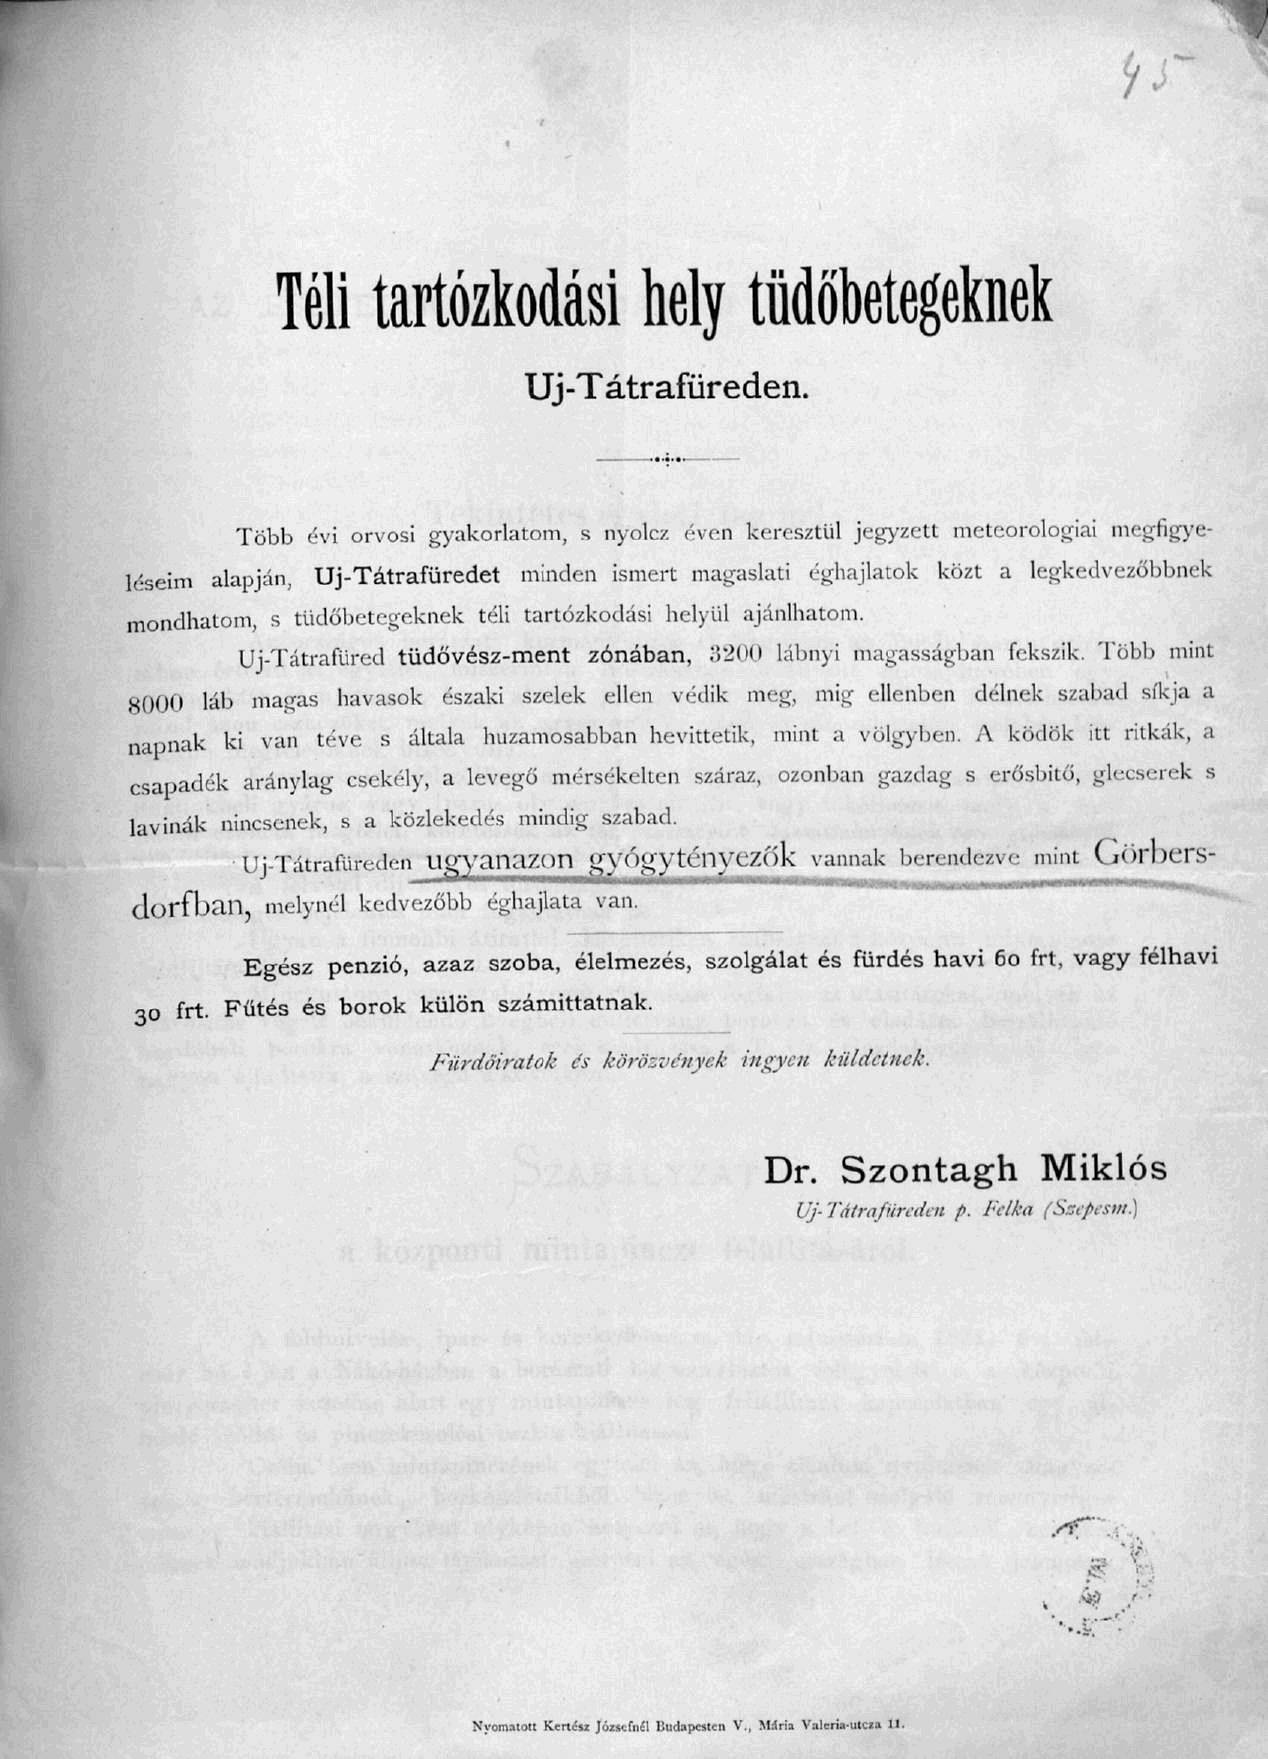 45
Téli tartózkodási hely tüdőbetegeknek
Uj-Tátrafüreden.
Több évi orvosi gyakorlatom, s nyolcz éven keresztül jegyzett meteorologiai megfigye-
léseim alapján, Uj-Tátrafüredet minden ismert magaslati éghajlatok közt a legkedvezőbbnek
mondhatom, s tüdőbetegeknek téli tartózkodási helyül ajánlhatom.
Uj-Tátrafüred tüdővész-ment zónában, 3200 lábnyi magasságban fekszik. Több mint
8000 láb magas havasok északi szelek ellen védik meg, mig ellenben délnek szabad síkja a
napnak ki van téve s általa huzamosabban hevittetik, mint a völgyben. A ködök itt ritkák, a
csapadék aránylag csekély, a levegő mérsékelten száraz, ozonban gazdag s erősbitő, glecserek s
lavinák nincsenek, s a közlekedés mindig szabad.
Uj-Tátrafüreden ugyanazon gyógytényezők vannak berendezve mint Görbers-
dorfban, melynél kedvezőbb éghajlata van.
Egész penzió, azaz szoba, élelmezés, szolgálat és fürdés havi 60 frt, vagy félhavi
30 frt. Fűtés és borok külön számittatnak.
Fürdőiratok és körözvények ingyen küldetnek.
Dr. Szontagh Miklós
Uj-Tátrafüreden p. Felka (Szepesm.)
Nyomatott Kertész Józsefnél Budapesten V., Mária Valeria-utcza 11.